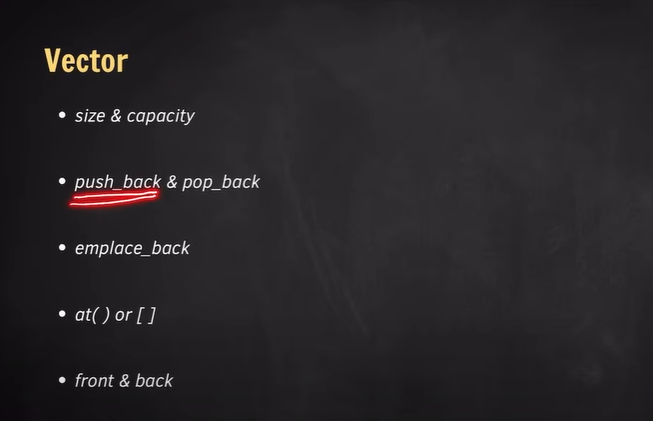 Vector
• size & capacity
• push_back & pop_back
• emplace_back
• at( ) or [ ]
• front & back